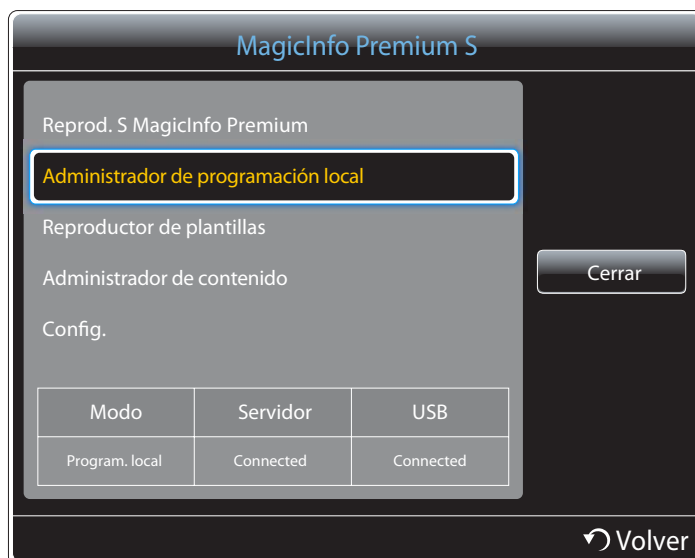 MagicInfo Premium S
Reprod. S MagicInfo Premium
Administrador de programación local
Reproductor de plantillas
Administrador de contenido
Config.
Cerrar
Modo Servidor USB
Program. local Connected Connected
Volver